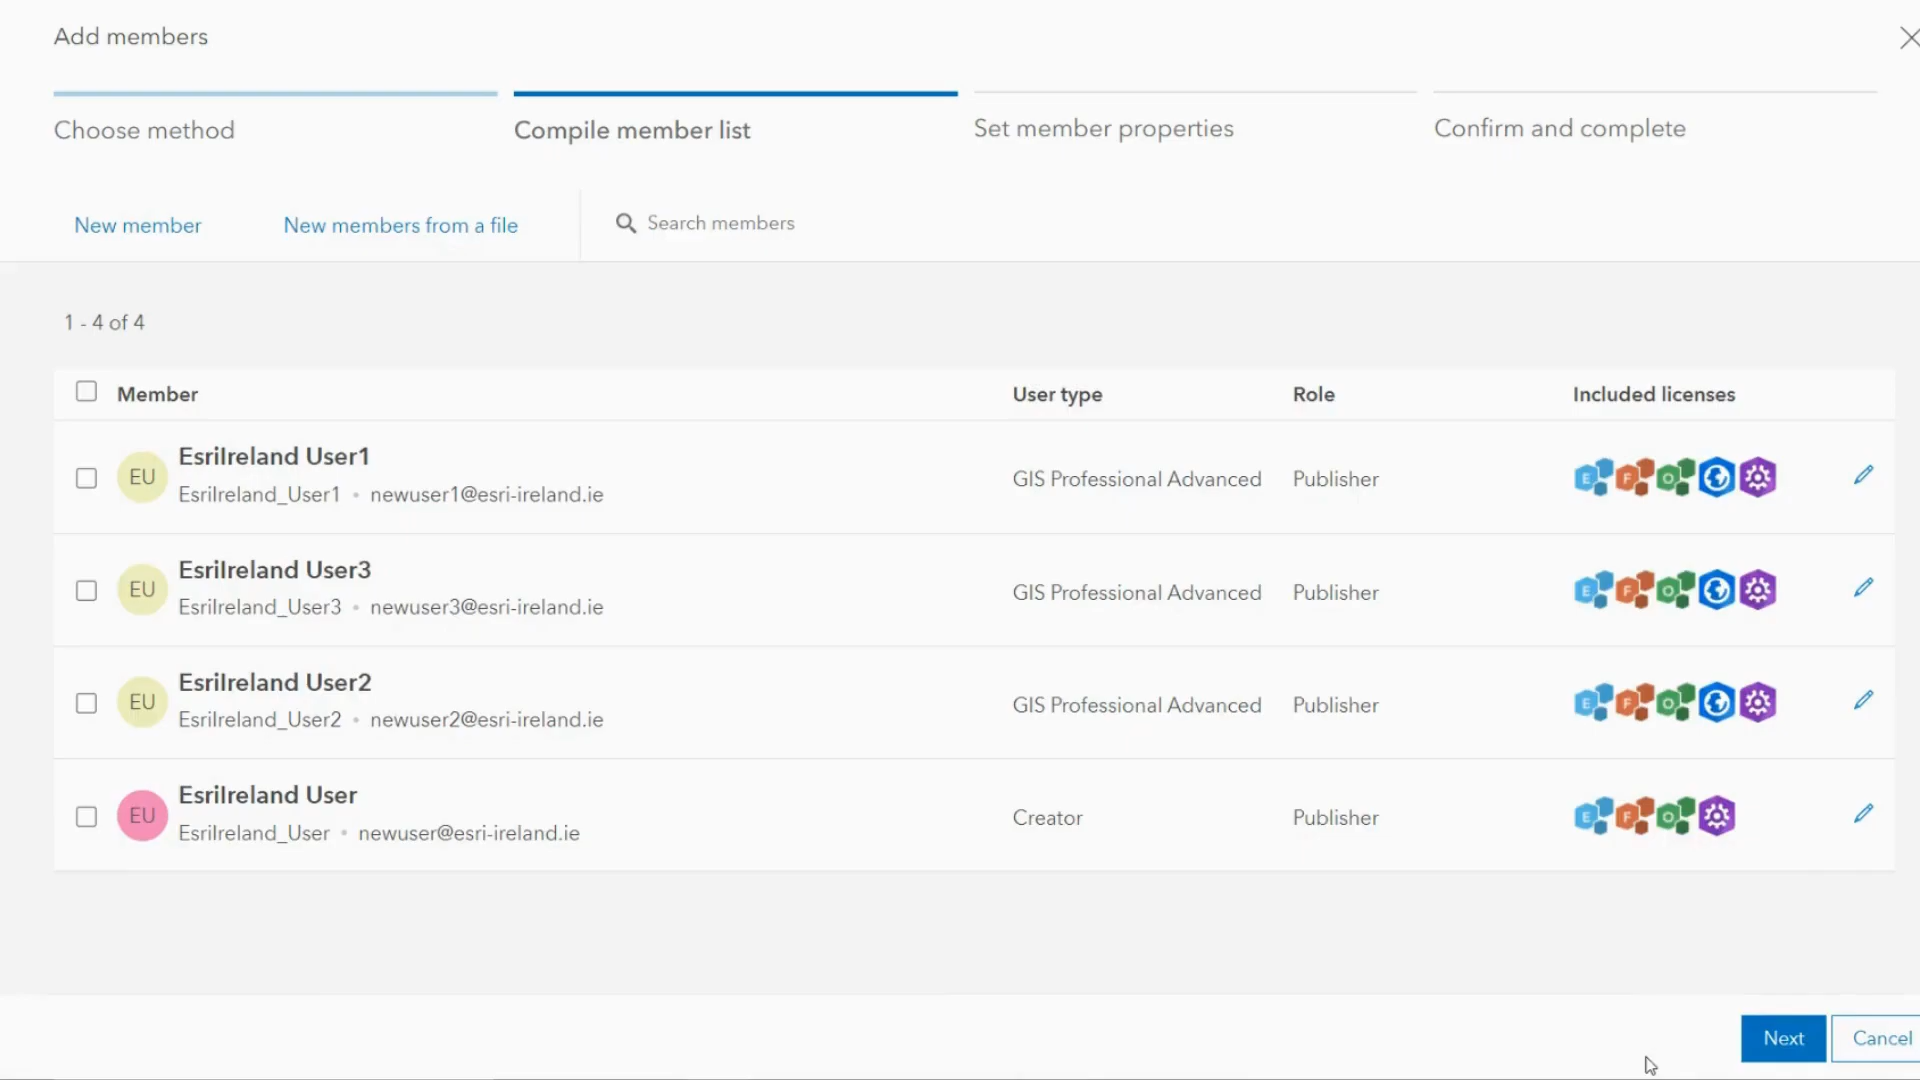 Add members
Choose method
Compile member list
Set member properties
Confirm and complete
New member
New members from a file
Search members
1 - 4 of 4
Member
User type
Role
Included licenses
EU
EsriIreland User1
EsriIreland_User1 • newuser1@esri-ireland.ie
GIS Professional Advanced
Publisher
E F O
EU
EsriIreland User3
EsriIreland_User3 • newuser3@esri-ireland.ie
GIS Professional Advanced
Publisher
E F O
EU
EsriIreland User2
EsriIreland_User2 • newuser2@esri-ireland.ie
GIS Professional Advanced
Publisher
E F O
EU
EsriIreland User
EsriIreland_User • newuser@esri-ireland.ie
Creator
Publisher
E F O
Next
Cancel